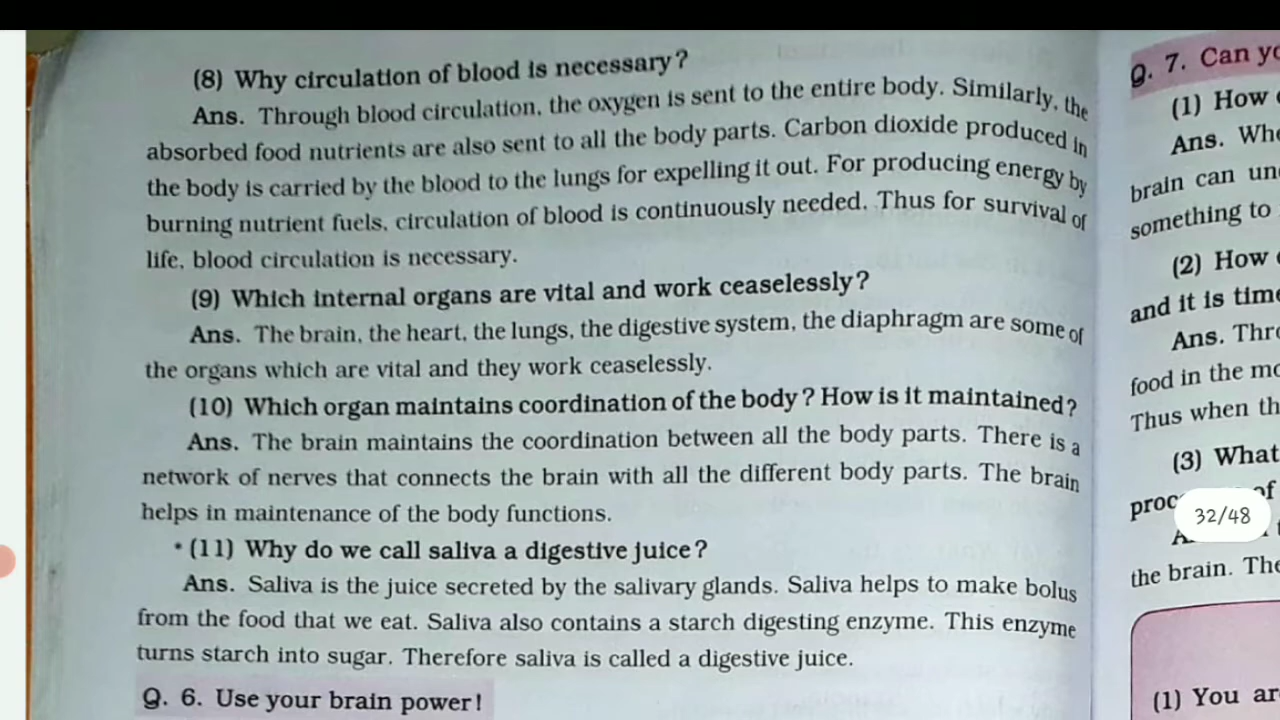 (8) Why circulation of blood is necessary?
Ans. Through blood circulation, the oxygen is sent to the entire body. Similarly, the
absorbed food nutrients are also sent to all the body parts. Carbon dioxide produced in
the body is carried by the blood to the lungs for expelling it out. For producing energy by
burning nutrient fuels, circulation of blood is continuously needed. Thus for survival of
life, blood circulation is necessary.
(9) Which internal organs are vital and work ceaselessly?
Ans. The brain, the heart, the lungs, the digestive system, the diaphragm are some of
the organs which are vital and they work ceaselessly.
(10) Which organ maintains coordination of the body? How is it maintained?
Ans. The brain maintains the coordination between all the body parts. There is a
network of nerves that connects the brain with all the different body parts. The brain
helps in maintenance of the body functions.
* (11) Why do we call saliva a digestive juice?
Ans. Saliva is the juice secreted by the salivary glands. Saliva helps to make bolus
from the food that we eat. Saliva also contains a starch digesting enzyme. This enzyme
turns starch into sugar. Therefore saliva is called a digestive juice.
Q. 6. Use your brain power!
Q. 7. Can
(1) How
Ans.
brain can
something to
(2) How
and it is time
Ans.
food in the
Thus when
(3) What
of
32/48
the brain. The
(1) You